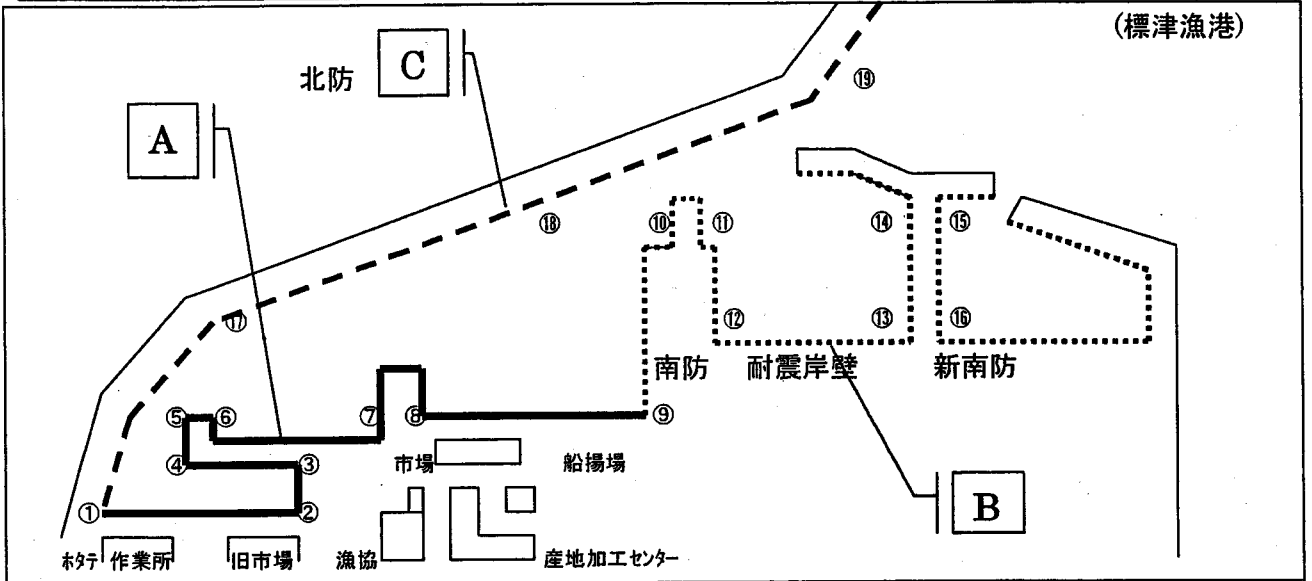 (標津漁港)
北防
C
A
⑲
⑱
⑩
⑪
⑭
⑮
⑰
⑫
⑬
⑯
南防 耐震岸壁 新南防
⑤ ⑥
⑦
⑧
⑨
④
③
市場
船揚場
①
②
B
ホタテ 作業所
旧市場
漁協
産地加工センター